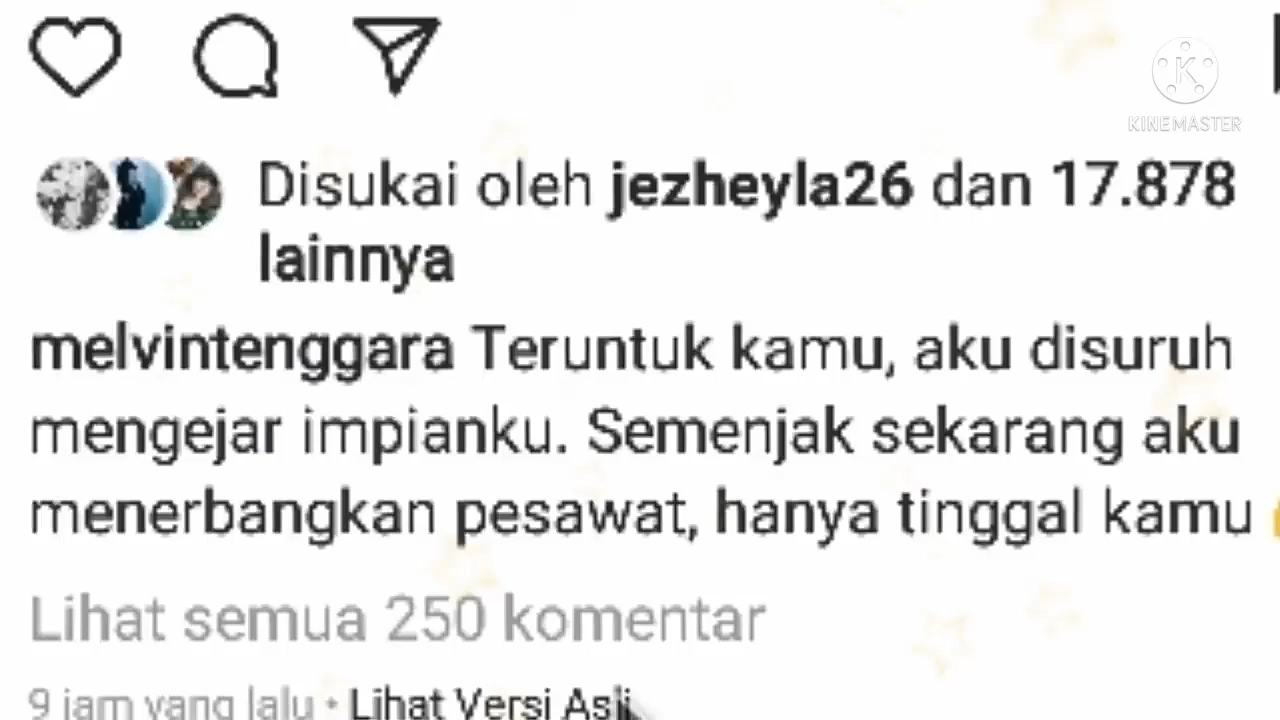 KINEMASTER
Disukai oleh jezheyla26 dan 17.878
lainnya
melvintenggara Teruntuk kamu, aku disuruh
mengejar impianku. Semenjak sekarang aku
menerbangkan pesawat, hanya tinggal kamu
Lihat semua 250 komentar
9 jam yang lalu • Lihat Versi Asli